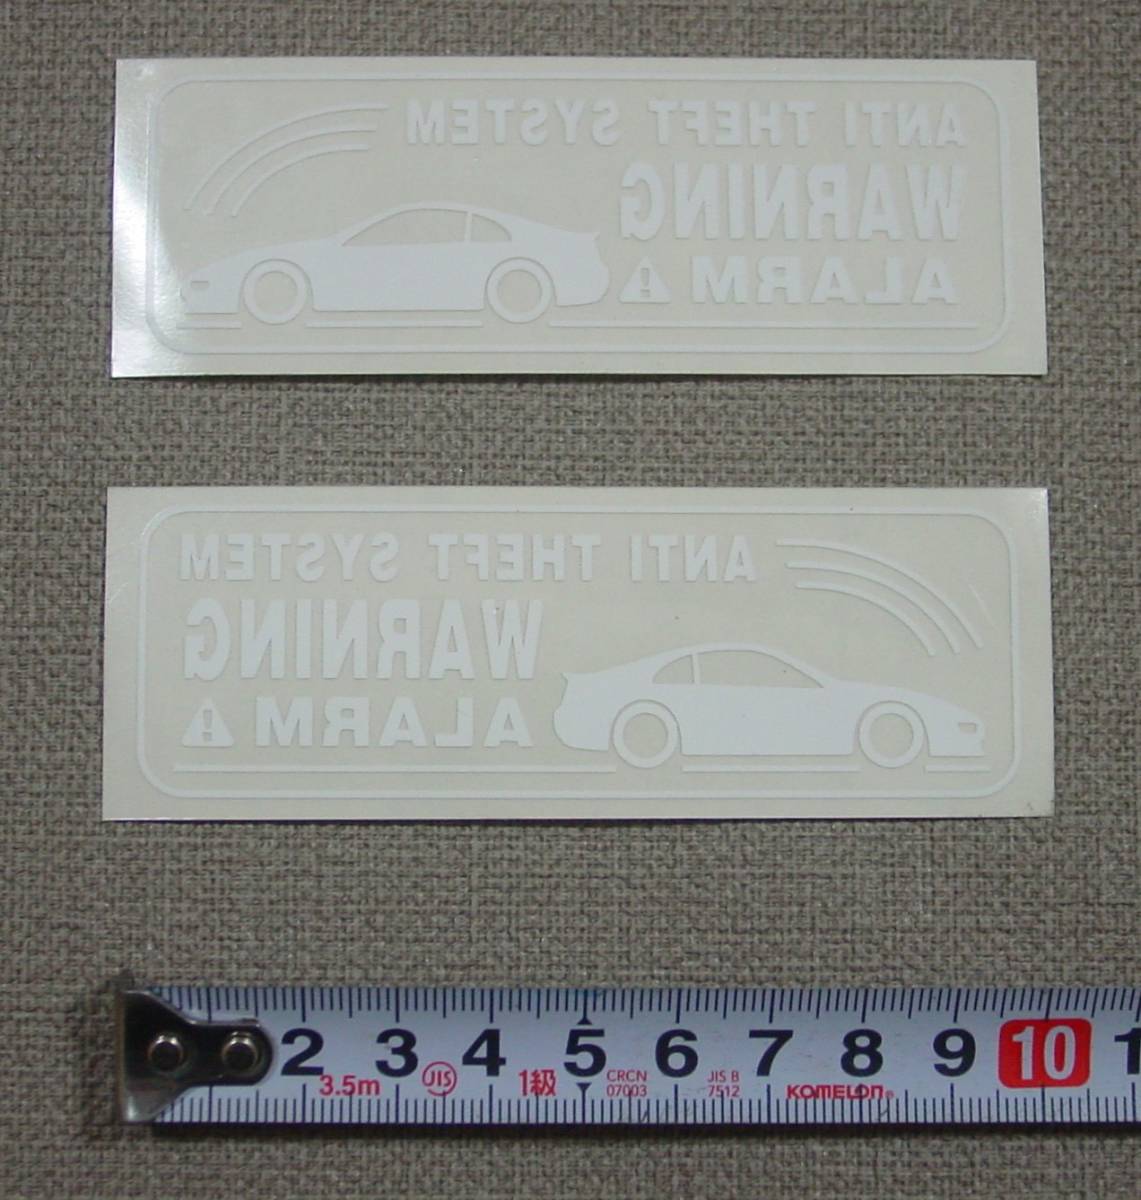 ANTI THEFT SYSTEM
WARNING
ALARM
ANTI THEFT SYSTEM
WARNING
ALARM
2 3 4 5 6 7 8 9 10 1
3.5m JIS 1級 CRCN 07003 JIS B 7512 KOMELON®